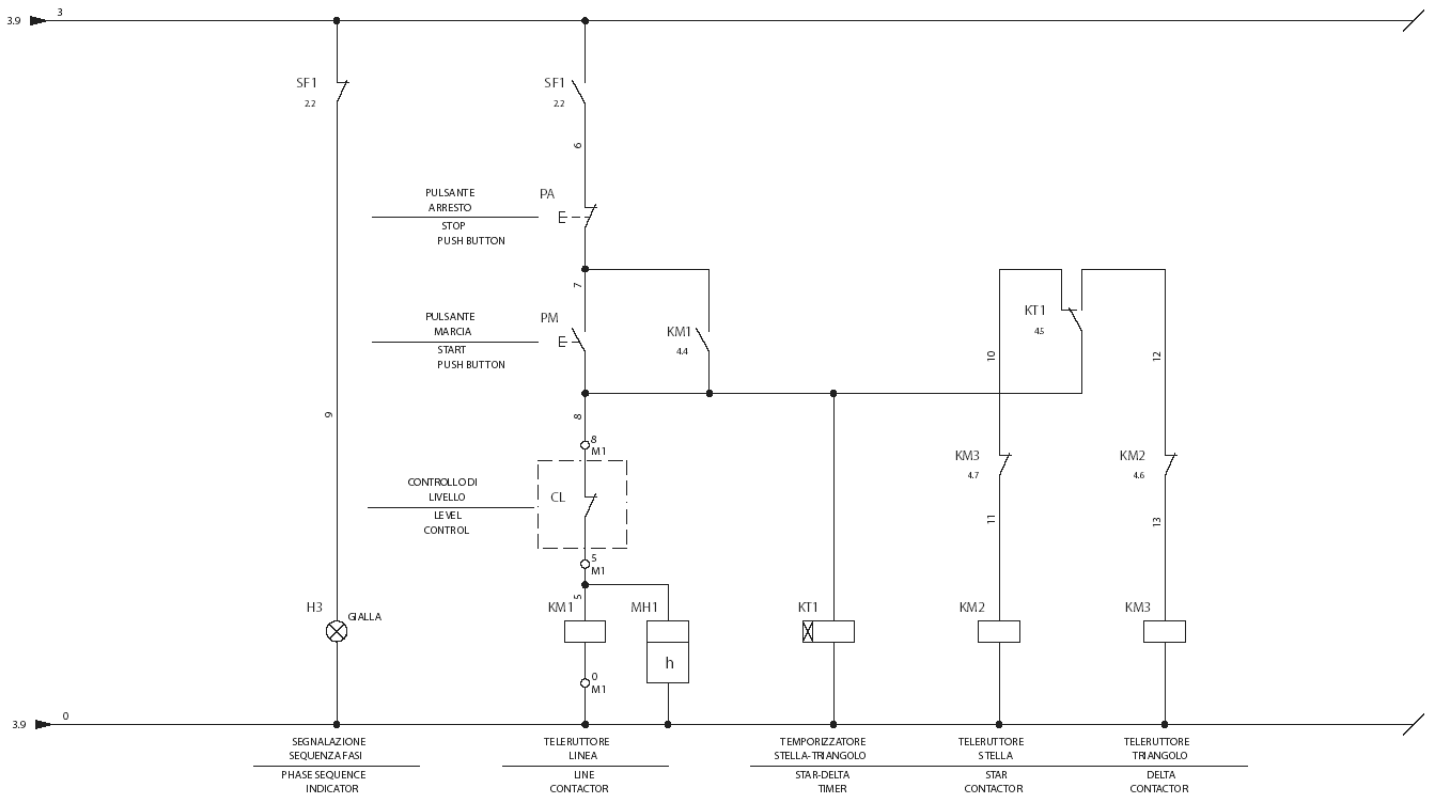 3.9
3
SF1
2.2
SF1
2.2
6
PULSANTE
ARRESTO
STOP
PUSH BUTTON
PA
E
7
PULSANTE
MARCIA
START
PUSH BUTTON
PM
E
KM1
4.4
KT1
4.5
10
12
9
8
8
M1
CONTROLLO DI
LIVELLO
LEVEL
CONTROL
CL
KM3
4.7
KM2
4.6
11
13
5
M1
5
H3
GIALLA
KM1
MH1
h
KT1
KM2
KM3
0
M1
3.9
0
SEGNALAZIONE
SEQUENZA FASI
PHASE SEQUENCE
INDICATOR
TELERUTTORE
LINEA
LINE
CONTACTOR
TEMPORIZZATORE
STELLA-TRIANGOLO
STAR-DELTA
TIMER
TELERUTTORE
STELLA
STAR
CONTACTOR
TELERUTTORE
TRIANGOLO
DELTA
CONTACTOR